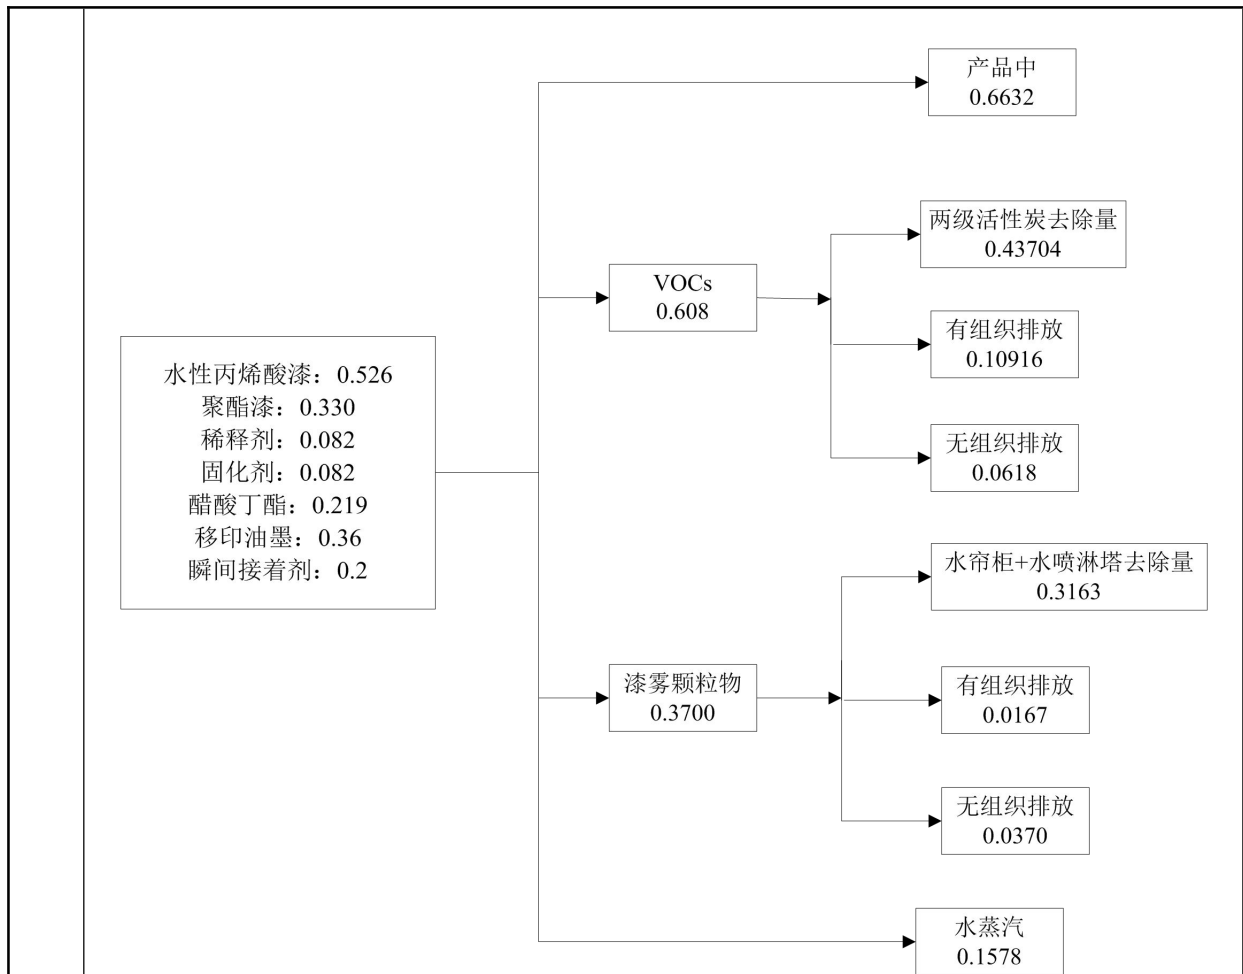 产品中
0.6632
两级活性炭去除量
0.43704
VOCs
0.608
有组织排放
0.10916
无组织排放
0.0618
水性丙烯酸漆：0.526
聚酯漆：0.330
稀释剂：0.082
固化剂：0.082
醋酸丁酯：0.219
移印油墨：0.36
瞬间接着剂：0.2
水帘柜+水喷淋塔去除量
0.3163
漆雾颗粒物
0.3700
有组织排放
0.0167
无组织排放
0.0370
水蒸汽
0.1578